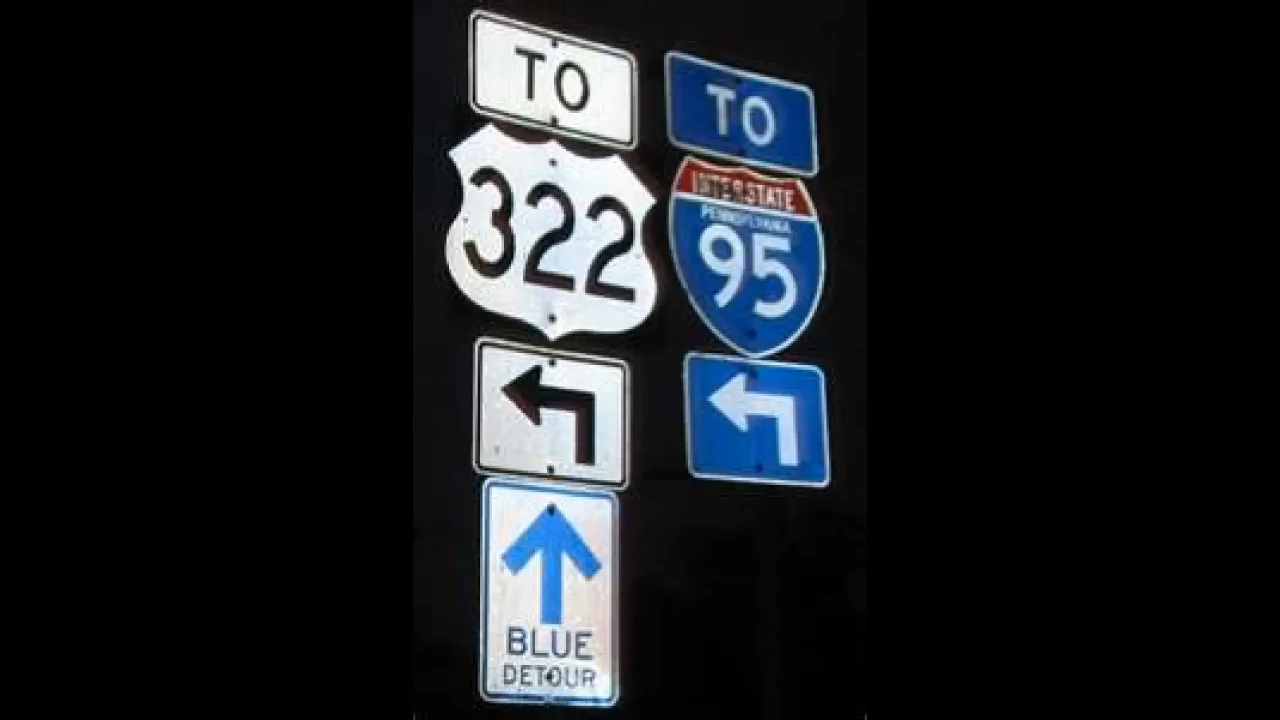 TO
322
BLUE
DETOUR
TO
INTERSTATE
PENNSYLVANIA
95